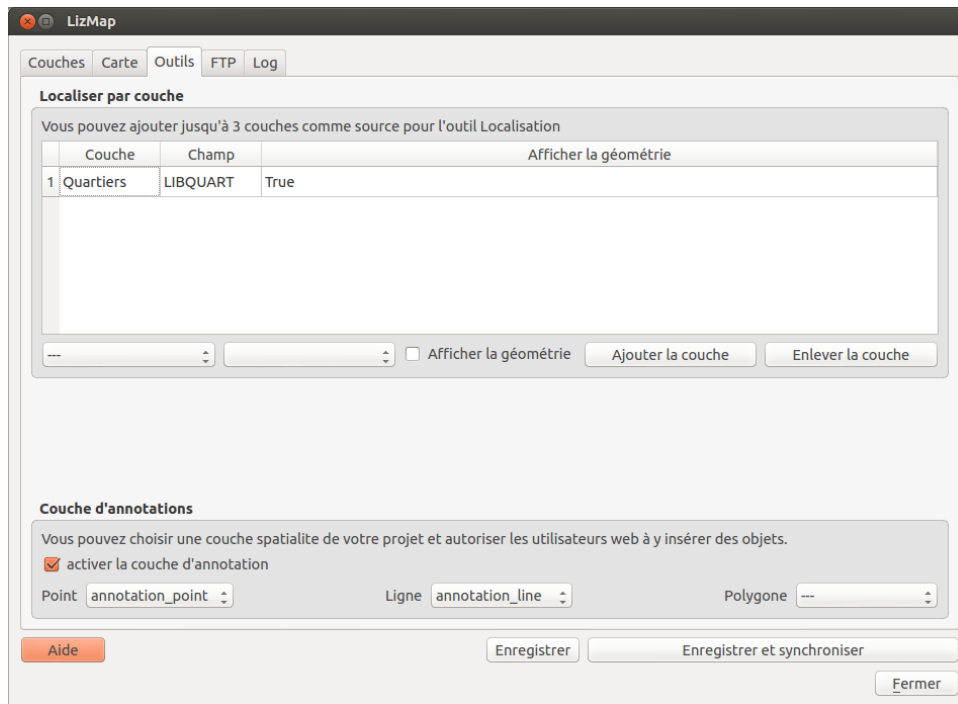 LizMap
Couches Carte Outils FTP Log
Localiser par couche
Vous pouvez ajouter jusqu'à 3 couches comme source pour l'outil Localisation
Couche Champ Afficher la géométrie
1 Quartiers LIBQUART True
--- Afficher la géométrie Ajouter la couche Enlever la couche
Couche d'annotations
Vous pouvez choisir une couche spatialite de votre projet et autoriser les utilisateurs web à y insérer des objets.
activer la couche d'annotation
Point annotation_point Ligne annotation_line Polygone ---
Aide Enregistrer Enregistrer et synchroniser
Fermer